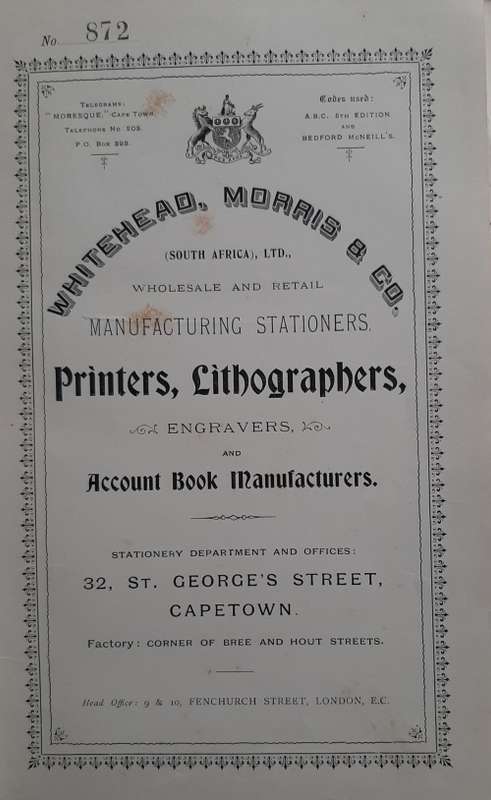 No. 872
TELEGRAMS:
"MORESQUE," CAPE TOWN.
TELEPHONE NO 503.
P.O. BOX 398.
Codes used:
A.B.C. 5TH EDITION
AND
BEDFORD MCNEILL'S.
WHITEHEAD, MORRIS & CO,
(SOUTH AFRICA), LTD.,
WHOLESALE AND RETAIL
MANUFACTURING STATIONERS.
Printers, Lithographers,
ENGRAVERS,
AND
Account Book Manufacturers.
STATIONERY DEPARTMENT AND OFFICES:
32, ST. GEORGE'S STREET,
CAPETOWN.
Factory: CORNER OF BREE AND HOUT STREETS.
Head Office: 9 & 10, FENCHURCH STREET, LONDON, E.C.